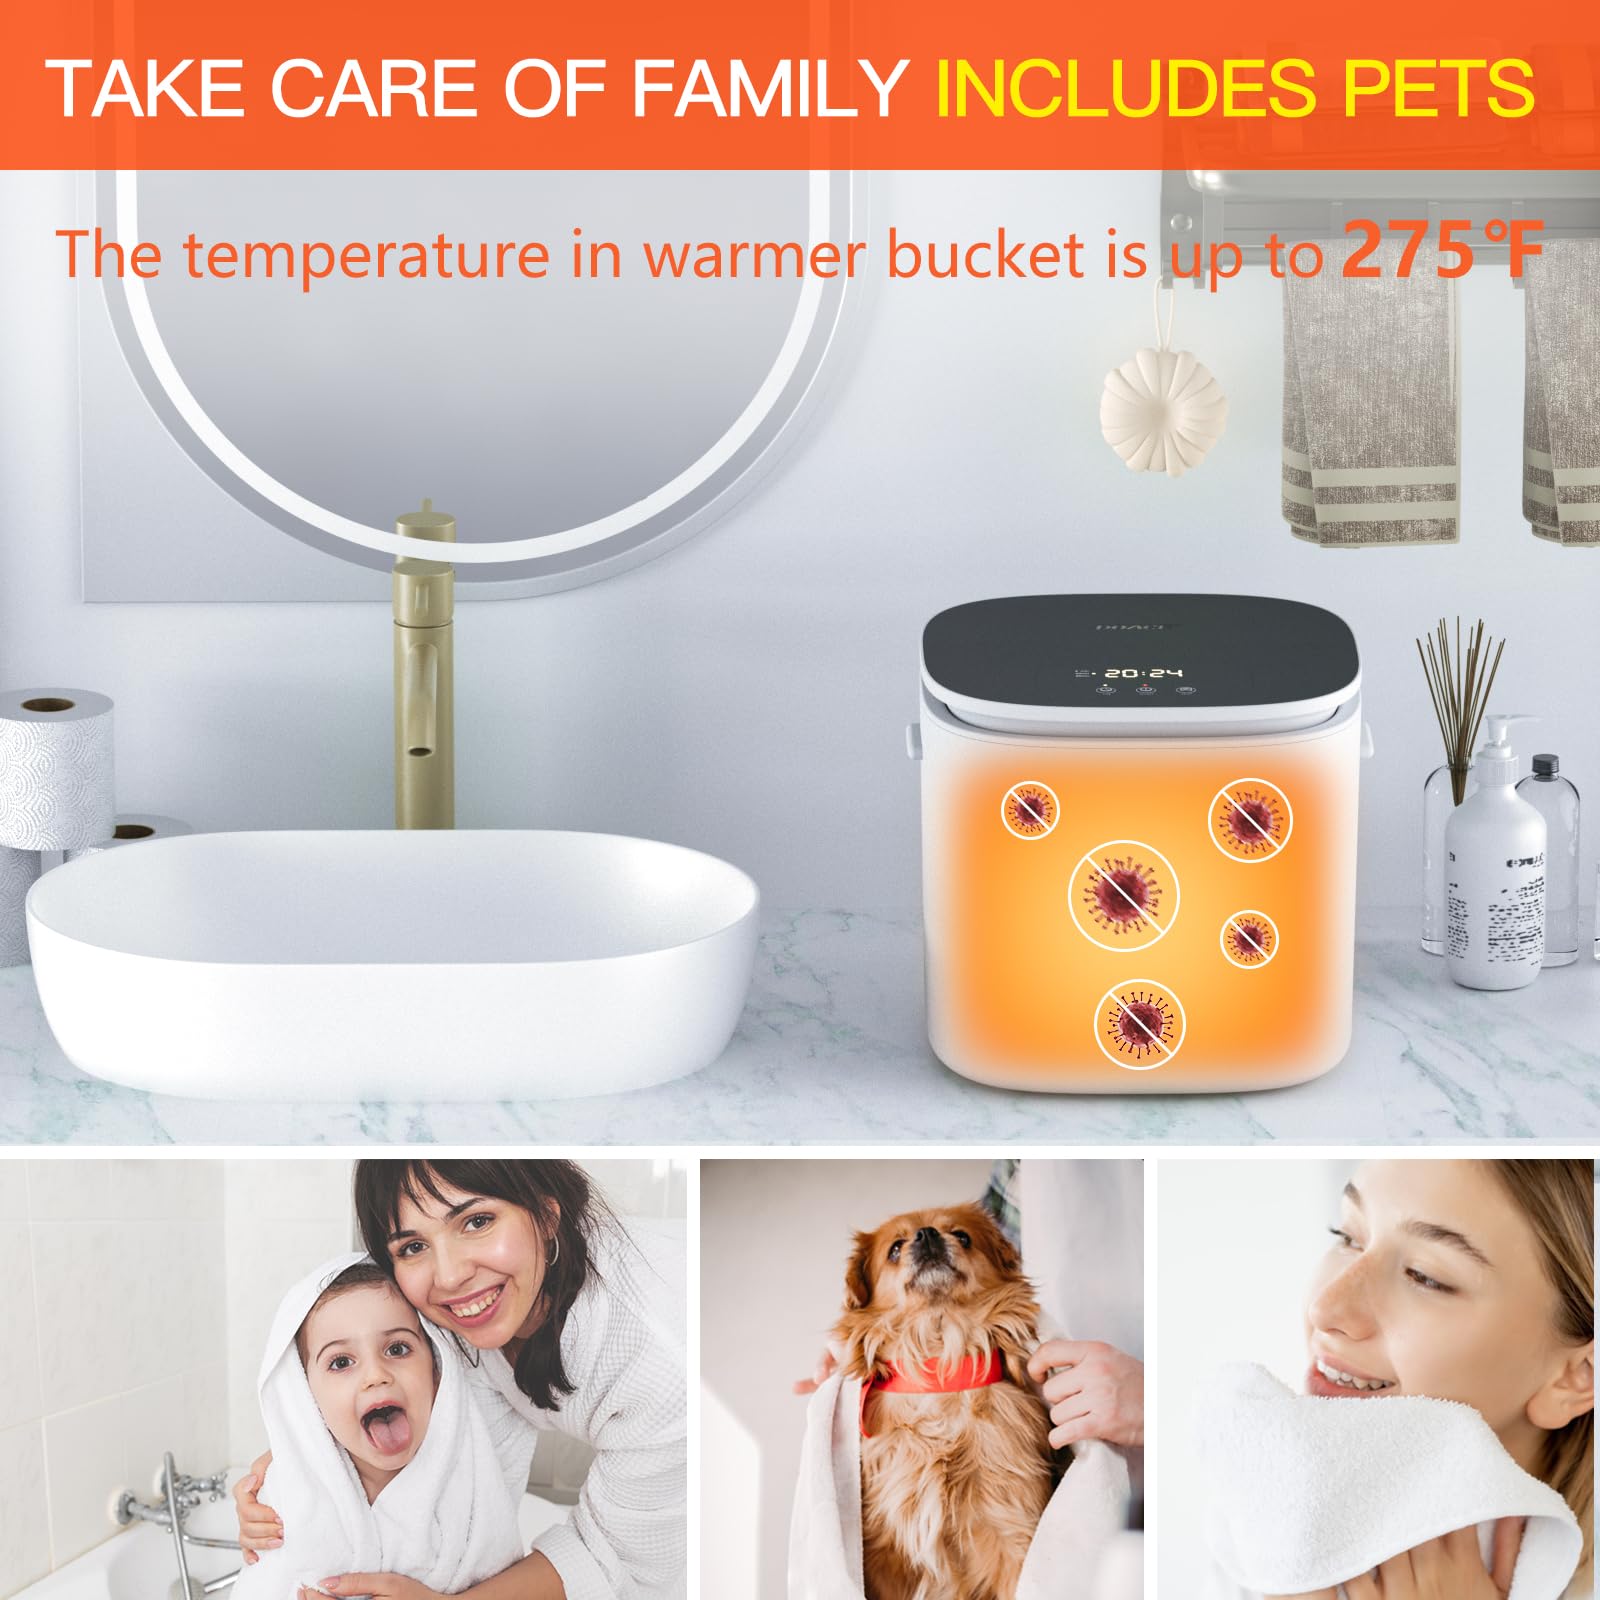 TAKE CARE OF FAMILY INCLUDES PETS
The temperature in warmer bucket is up to 275℉
20:24